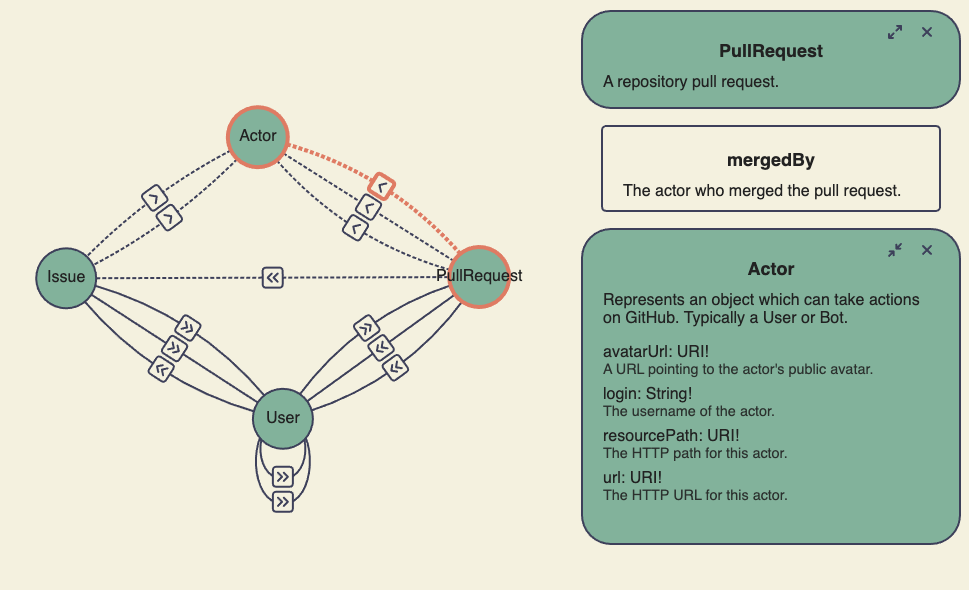 Actor
Issue
PullRequest
User
PullRequest
A repository pull request.
mergedBy
The actor who merged the pull request.
Actor
Represents an object which can take actions
on GitHub. Typically a User or Bot.
avatarUrl: URI!
A URL pointing to the actor's public avatar.
login: String!
The username of the actor.
resourcePath: URI!
The HTTP path for this actor.
url: URI!
The HTTP URL for this actor.